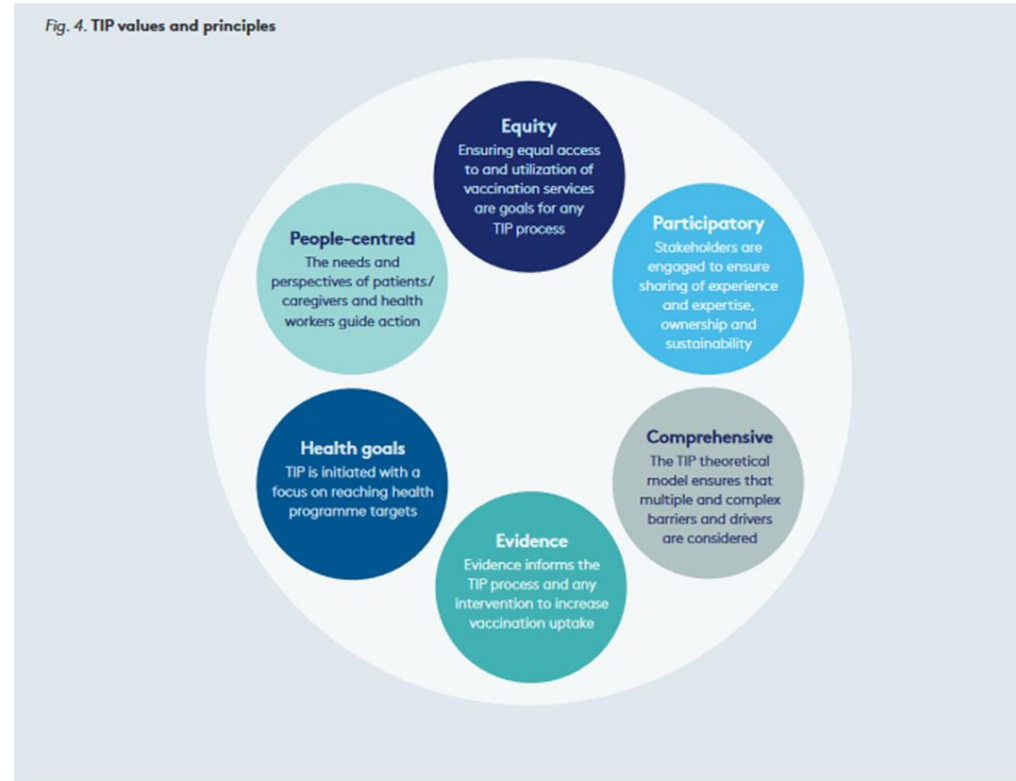 Fig. 4. TIP values and principles
Equity
Ensuring equal access
to and utilization of
vaccination services
are goals for any
TIP process
Participatory
Stakeholders are
engaged to ensure
sharing of experience
and expertise,
ownership and
sustainability
Comprehensive
The TIP theoretical
model ensures that
multiple and complex
barriers and drivers
are considered
Evidence
Evidence informs the
TIP process and any
intervention to increase
vaccination uptake
Health goals
TIP is initiated with a
focus on reaching health
programme targets
People-centred
The needs and
perspectives of patients/
caregivers and health
workers guide action